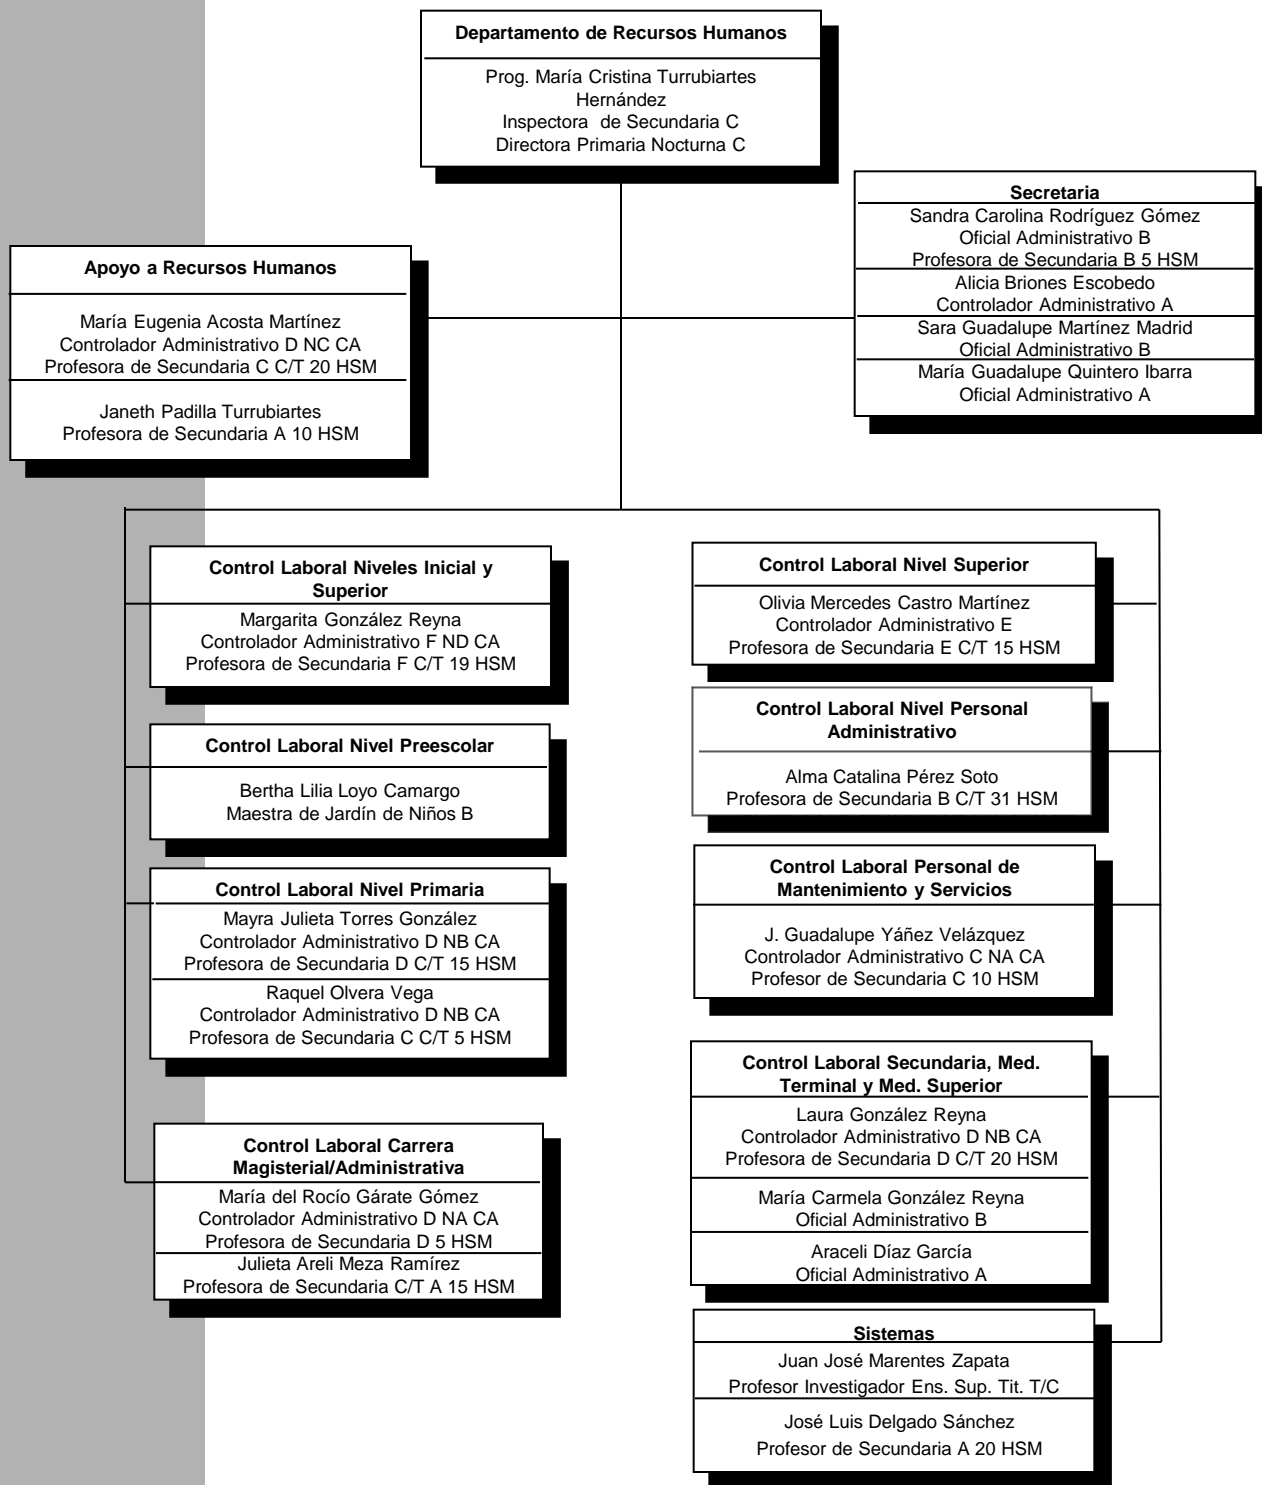 Departamento de Recursos Humanos
Prog. María Cristina Turrubiartes
Hernández
Inspectora de Secundaria C
Directora Primaria Nocturna C
Secretaria
Sandra Carolina Rodríguez Gómez
Oficial Administrativo B
Profesora de Secundaria B 5 HSM
Alicia Briones Escobedo
Controlador Administrativo A
Sara Guadalupe Martínez Madrid
Oficial Administrativo B
María Guadalupe Quintero Ibarra
Oficial Administrativo A
Apoyo a Recursos Humanos
María Eugenia Acosta Martínez
Controlador Administrativo D NC CA
Profesora de Secundaria C C/T 20 HSM
Janeth Padilla Turrubiartes
Profesora de Secundaria A 10 HSM
Control Laboral Niveles Inicial y
Superior
Margarita González Reyna
Controlador Administrativo F ND CA
Profesora de Secundaria F C/T 19 HSM
Control Laboral Nivel Preescolar
Bertha Lilia Loyo Camargo
Maestra de Jardín de Niños B
Control Laboral Nivel Primaria
Mayra Julieta Torres González
Controlador Administrativo D NB CA
Profesora de Secundaria D C/T 15 HSM
Raquel Olvera Vega
Controlador Administrativo D NB CA
Profesora de Secundaria C C/T 5 HSM
Control Laboral Carrera
Magisterial/Administrativa
María del Rocío Gárate Gómez
Controlador Administrativo D NA CA
Profesora de Secundaria D 5 HSM
Julieta Areli Meza Ramírez
Profesora de Secundaria C/T A 15 HSM
Control Laboral Nivel Superior
Olivia Mercedes Castro Martínez
Controlador Administrativo E
Profesora de Secundaria E C/T 15 HSM
Control Laboral Nivel Personal
Administrativo
Alma Catalina Pérez Soto
Profesora de Secundaria B C/T 31 HSM
Control Laboral Personal de
Mantenimiento y Servicios
J. Guadalupe Yáñez Velázquez
Controlador Administrativo C NA CA
Profesor de Secundaria C 10 HSM
Control Laboral Secundaria, Med.
Terminal y Med. Superior
Laura González Reyna
Controlador Administrativo D NB CA
Profesora de Secundaria D C/T 20 HSM
María Carmela González Reyna
Oficial Administrativo B
Araceli Díaz García
Oficial Administrativo A
Sistemas
Juan José Marentes Zapata
Profesor Investigador Ens. Sup. Tit. T/C
José Luis Delgado Sánchez
Profesor de Secundaria A 20 HSM